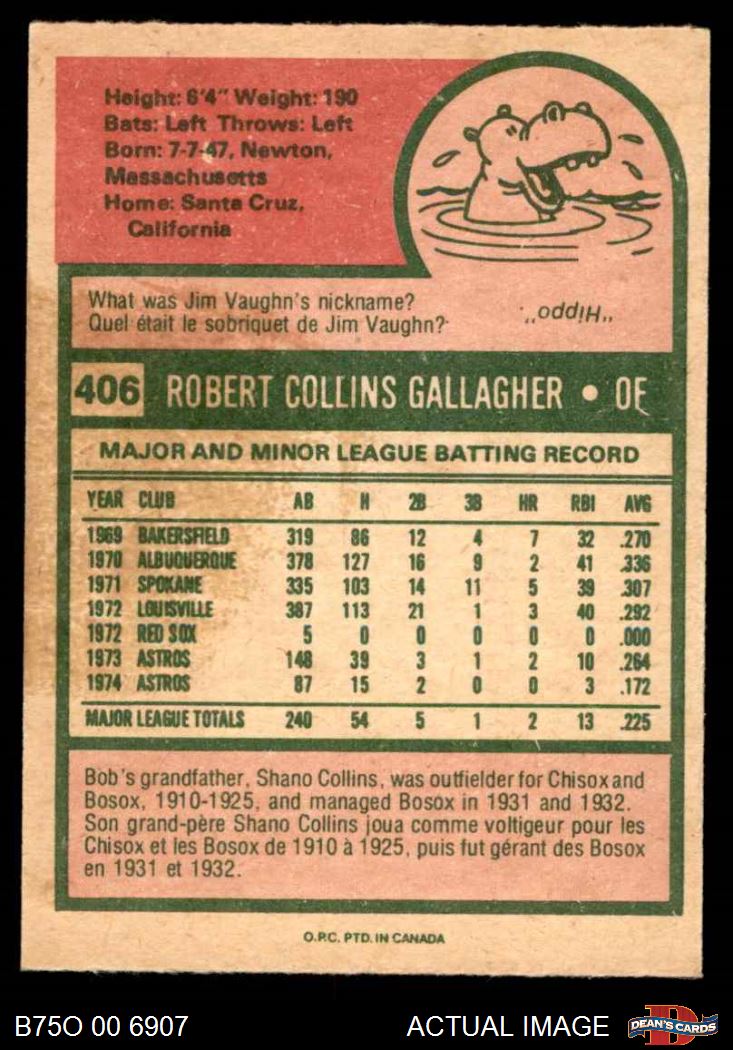 Height: 6'4" Weight: 190
Bats: Left Throws: Left
Born: 7-7-47, Newton,
Massachusetts
Home: Santa Cruz,
California
What was Jim Vaughn's nickname?
Quel était le sobriquet de Jim Vaughn?
"Hippo".
406 ROBERT COLLINS GALLAGHER • OF
MAJOR AND MINOR LEAGUE BATTING RECORD
YEAR CLUB AB H 2B 3B HR RBI AVG
1969 BAKERSFIELD 319 86 12 4 7 32 .270
1970 ALBUQUERQUE 378 127 16 9 2 41 .336
1971 SPOKANE 335 103 14 11 5 39 .307
1972 LOUISVILLE 387 113 21 1 3 40 .292
1972 RED SOX 5 0 0 0 0 0 .000
1973 ASTROS 148 39 3 1 2 10 .264
1974 ASTROS 87 15 2 0 0 3 .172
MAJOR LEAGUE TOTALS 240 54 5 1 2 13 .225
Bob's grandfather, Shano Collins, was outfielder for Chisox and
Bosox, 1910-1925, and managed Bosox in 1931 and 1932.
Son grand-père Shano Collins joua comme voltigeur pour les
Chisox et les Bosox de 1910 à 1925, puis fut gérant des Bosox
en 1931 et 1932.
O.P.C. PTD. IN CANADA
B75O 00 6907 ACTUAL IMAGE DEAN'S CARDS